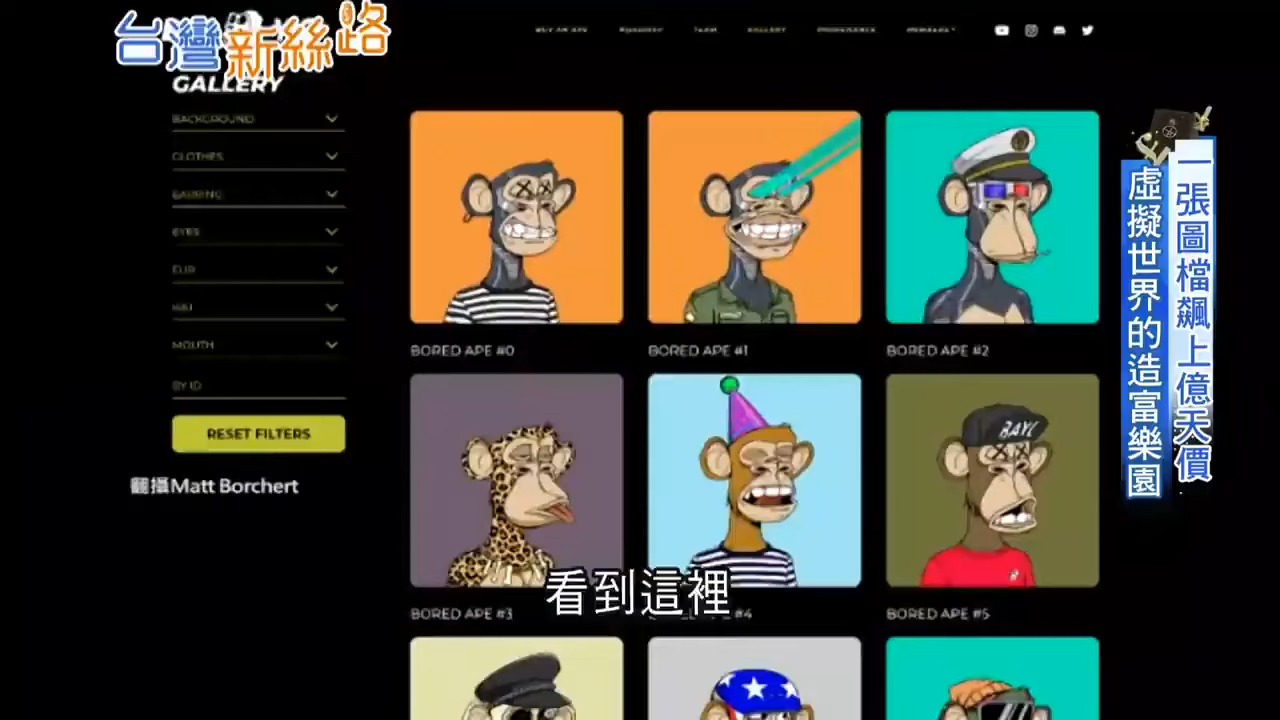 台灣新絲路
GALLERY
BACKGROUND
CLOTHES
EARRING
EYES
FUR
HAT
MOUTH
BY ID
RESET FILTERS
翻攝Matt Borchert
BORED APE #0
BORED APE #1
BORED APE #2
BAYC
BORED APE #3
#4
BORED APE #5
看到這裡
一張圖檔飆上億天價
虛擬世界的造富樂園